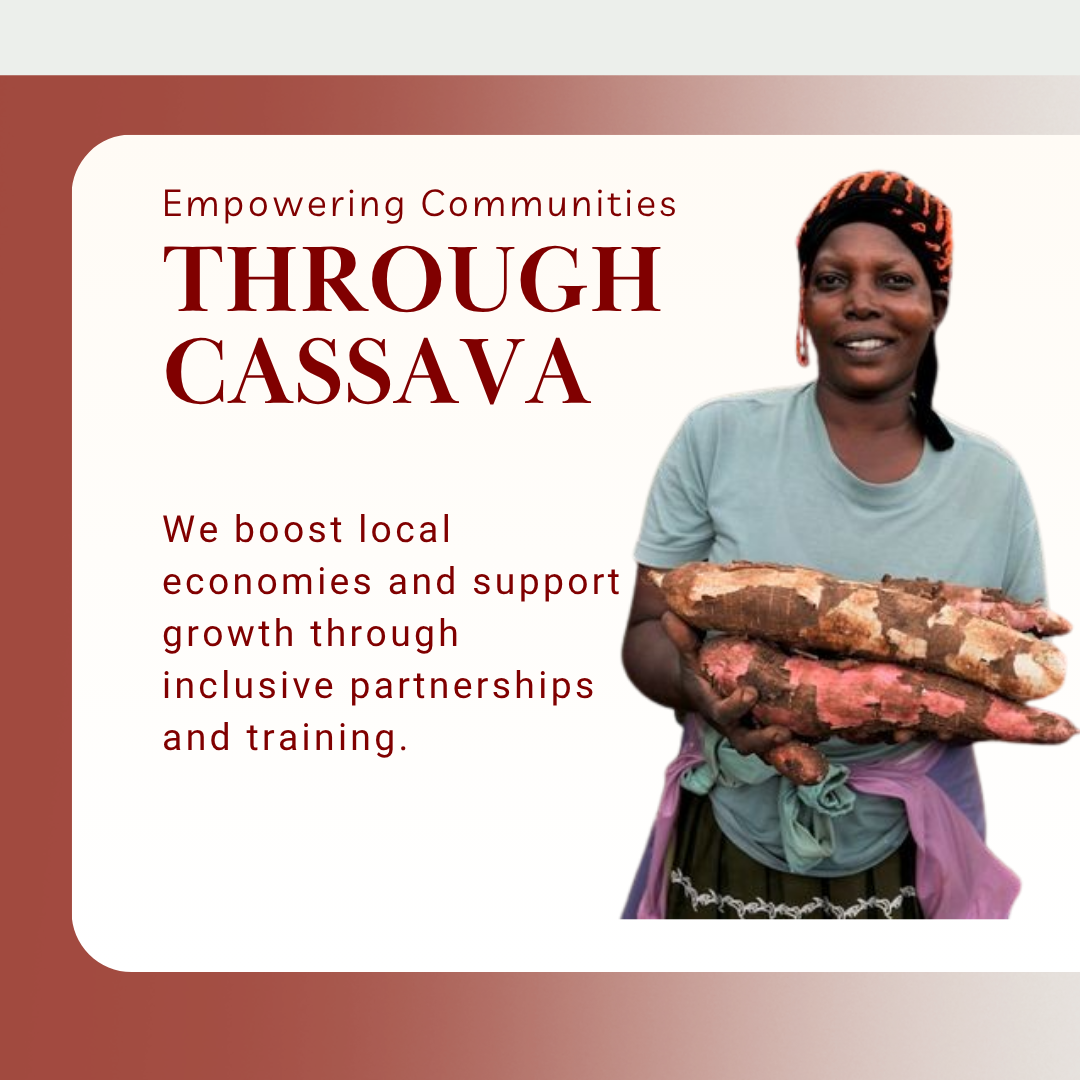 Empowering Communities
THROUGH
CASSAVA
We boost local
economies and support
growth through
inclusive partnerships
and training.